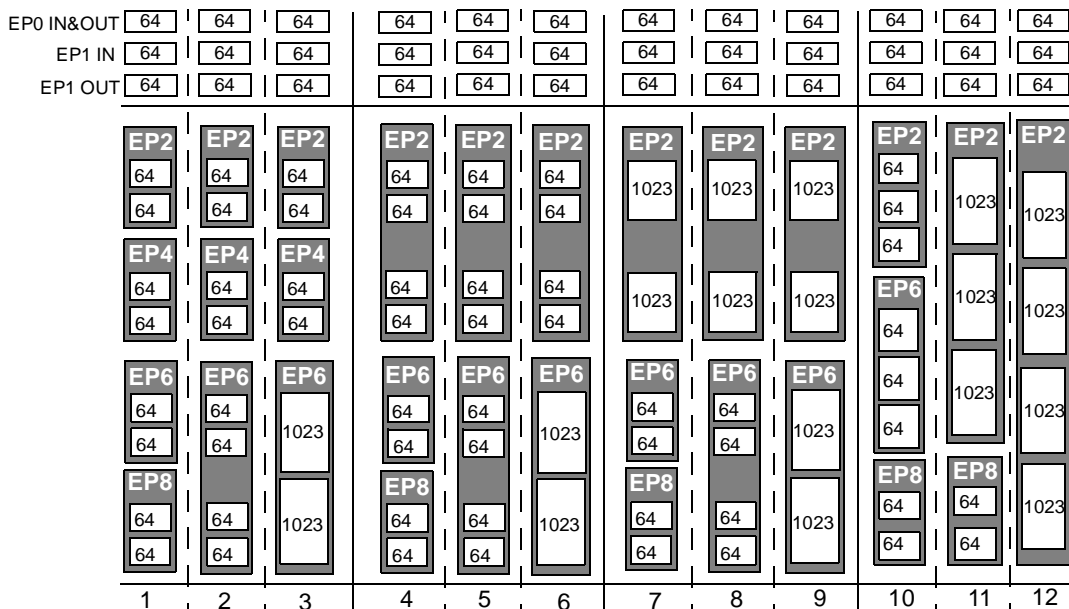 EP0 IN&OUT 64 64 64 64 64 64 64 64 64 64 64 64
EP1 IN 64 64 64 64 64 64 64 64 64 64 64 64
EP1 OUT 64 64 64 64 64 64 64 64 64 64 64 64
EP2 EP2 EP2 EP2 EP2 EP2 EP2 EP2 EP2 EP2 EP2 EP2
64 64 64 64 64 64 1023 1023 1023 64
64 64 64 64 64 64 64 1023 1023
EP4 EP4 EP4 64
64 64 64 64 64 64 1023 1023 1023 EP6 1023 1023
64 64 64 64 64 64 64
EP6 EP6 EP6 EP6 EP6 EP6 EP6 EP6 EP6 64 1023
64 64 64 64 64 64 1023
64 64 1023 64 64 1023 64 64 1023 64
EP8 EP8 EP8 EP8 EP8
64 64 1023 64 64 1023 64 64 1023 64 64 1023
64 64 64 64 64 64 64 64
1 2 3 4 5 6 7 8 9 10 11 12